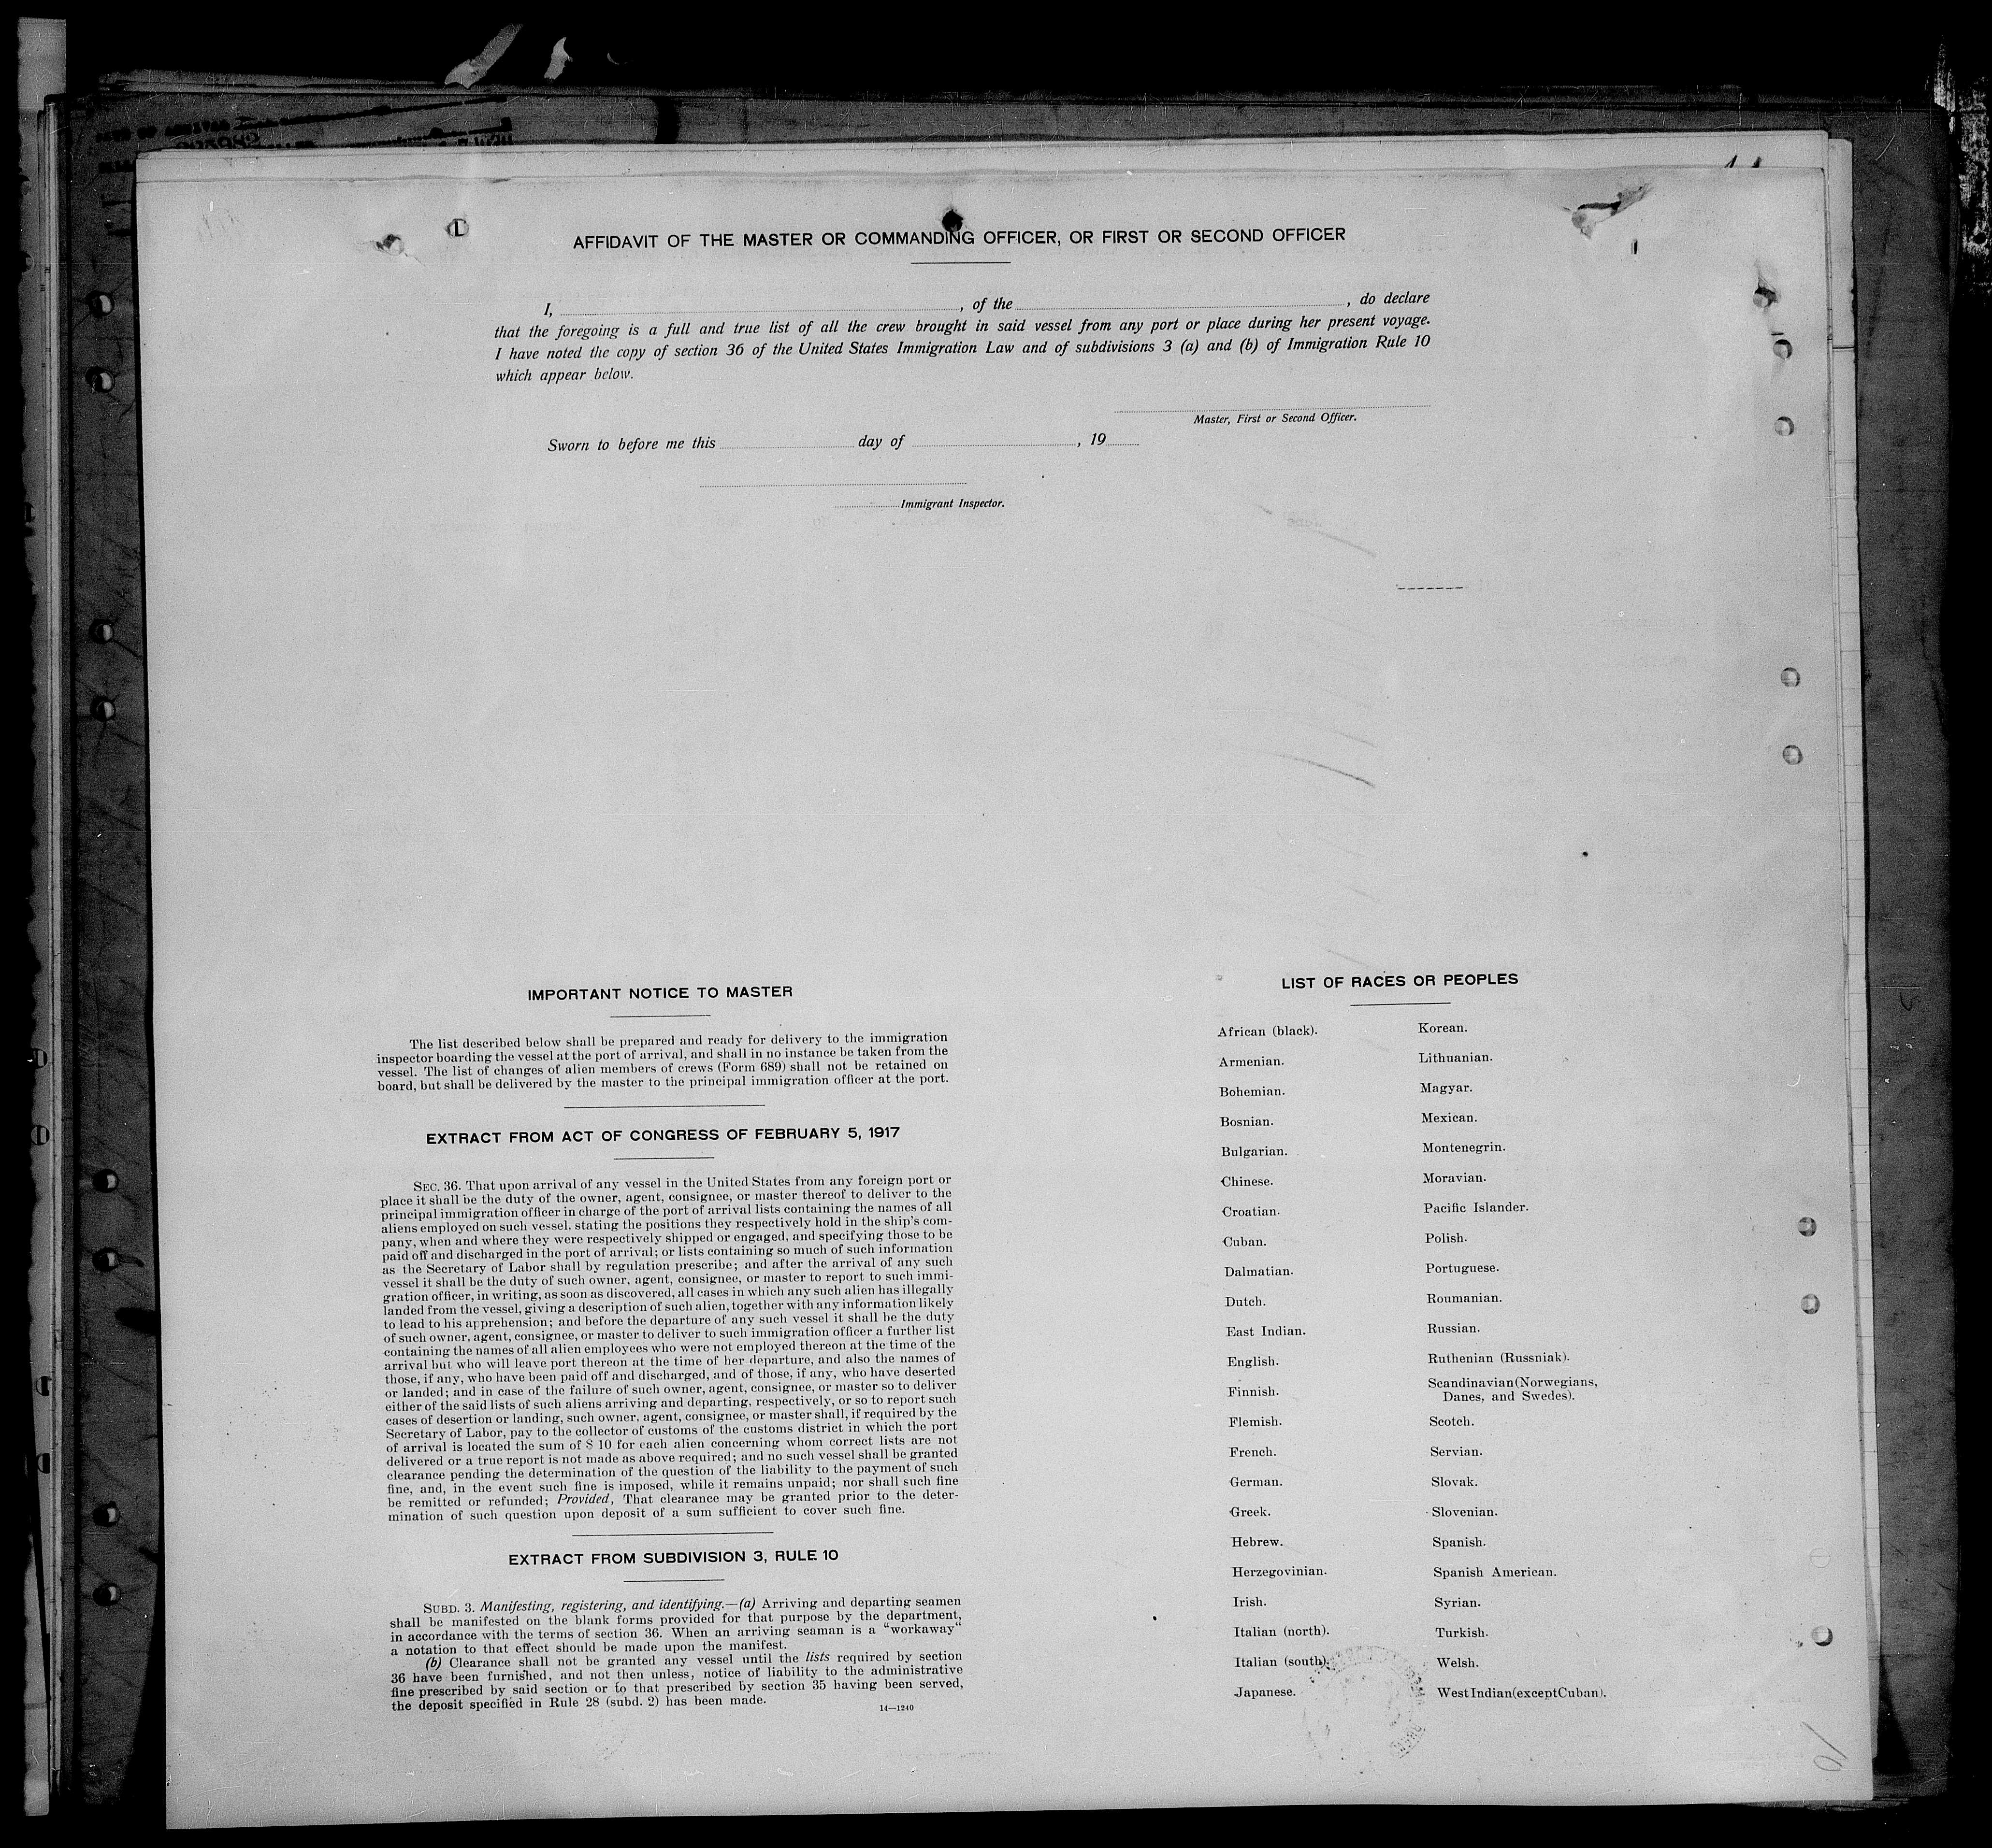 AFFIDAVIT OF THE MASTER OR COMMANDING OFFICER, OR FIRST OR SECOND OFFICER
I, , of the , do declare
that the foregoing is a full and true list of all the crew brought in said vessel from any port or place during her present voyage.
I have noted the copy of section 36 of the United States Immigration Law and of subdivisions 3 (a) and (b) of Immigration Rule 10
which appear below.
Master, First or Second Officer.
Sworn to before me this day of , 19
Immigrant Inspector.
IMPORTANT NOTICE TO MASTER
The list described below shall be prepared and ready for delivery to the immigration
inspector boarding the vessel at the port of arrival, and shall in no instance be taken from the
vessel. The list of changes of alien members of crews (Form 689) shall not be retained on
board, but shall be delivered by the master to the principal immigration officer at the port.
EXTRACT FROM ACT OF CONGRESS OF FEBRUARY 5, 1917
SEC. 36. That upon arrival of any vessel in the United States from any foreign port or
place it shall be the duty of the owner, agent, consignee, or master thereof to deliver to the
principal immigration officer in charge of the port of arrival lists containing the names of all
aliens employed on such vessel, stating the positions they respectively hold in the ship's com-
pany, when and where they were respectively shipped or engaged, and specifying those to be
paid off and discharged in the port of arrival; or lists containing so much of such information
as the Secretary of Labor shall by regulation prescribe; and after the arrival of any such
vessel it shall be the duty of such owner, agent, consignee, or master to report to such immi-
gration officer, in writing, as soon as discovered, all cases in which any such alien has illegally
landed from the vessel, giving a description of such alien, together with any information likely
to lead to his apprehension; and before the departure of any such vessel it shall be the duty
of such owner, agent, consignee, or master to deliver to such immigration officer a further list
containing the names of all alien employees who were not employed thereon at the time of the
arrival but who will leave port thereon at the time of her departure, and also the names of
those, if any, who have been paid off and discharged, and of those, if any, who have deserted
or landed; and in case of the failure of such owner, agent, consignee, or master so to deliver
either of the said lists of such aliens arriving and departing, respectively, or so to report such
cases of desertion or landing, such owner, agent, consignee, or master shall, if required by the
Secretary of Labor, pay to the collector of customs of the customs district in which the port
of arrival is located the sum of $ 10 for each alien concerning whom correct lists are not
delivered or a true report is not made as above required; and no such vessel shall be granted
clearance pending the determination of the question of the liability to the payment of such
fine, and, in the event such fine is imposed, while it remains unpaid; nor shall such fine
be remitted or refunded; Provided, That clearance may be granted prior to the deter-
mination of such question upon deposit of a sum sufficient to cover such fine.
EXTRACT FROM SUBDIVISION 3, RULE 10
SUBD. 3. Manifesting, registering, and identifying.—(a) Arriving and departing seamen
shall be manifested on the blank forms provided for that purpose by the department,
in accordance with the terms of section 36. When an arriving seaman is a "workaway"
a notation to that effect should be made upon the manifest.
(b) Clearance shall not be granted any vessel until the lists required by section
36 have been furnished, and not then unless, notice of liability to the administrative
fine prescribed by said section or to that prescribed by section 35 having been served,
the deposit specified in Rule 28 (subd. 2) has been made.
14—1240
LIST OF RACES OR PEOPLES
African (black).
Armenian.
Bohemian.
Bosnian.
Bulgarian.
Chinese.
Croatian.
Cuban.
Dalmatian.
Dutch.
East Indian.
English.
Finnish.
Flemish.
French.
German.
Greek.
Hebrew.
Herzegovinian.
Irish.
Italian (north).
Italian (south).
Japanese.
Korean.
Lithuanian.
Magyar.
Mexican.
Montenegrin.
Moravian.
Pacific Islander.
Polish.
Portuguese.
Roumanian.
Russian.
Ruthenian (Russniak).
Scandinavian (Norwegians,
Danes, and Swedes).
Scotch.
Servian.
Slovak.
Slovenian.
Spanish.
Spanish American.
Syrian.
Turkish.
Welsh.
West Indian (except Cuban).
10